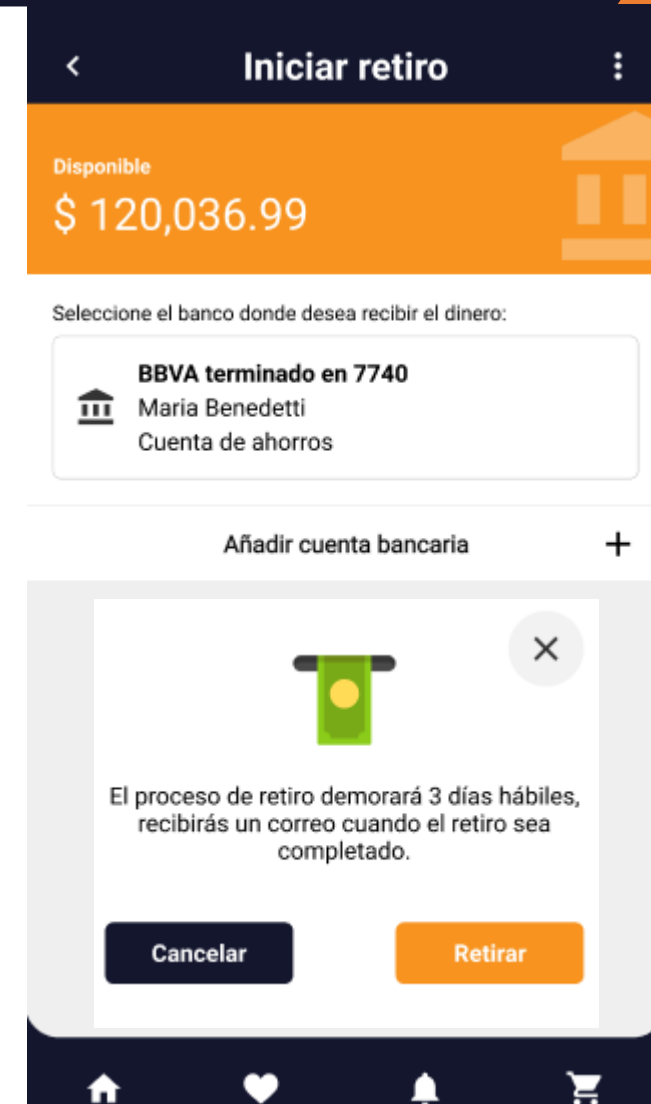 Iniciar retiro
Disponible
$ 120,036.99
Seleccione el banco donde desea recibir el dinero:
BBVA terminado en 7740
Maria Benedetti
Cuenta de ahorros
Añadir cuenta bancaria
El proceso de retiro demorará 3 días hábiles,
recibirás un correo cuando el retiro sea
completado.
Cancelar
Retirar